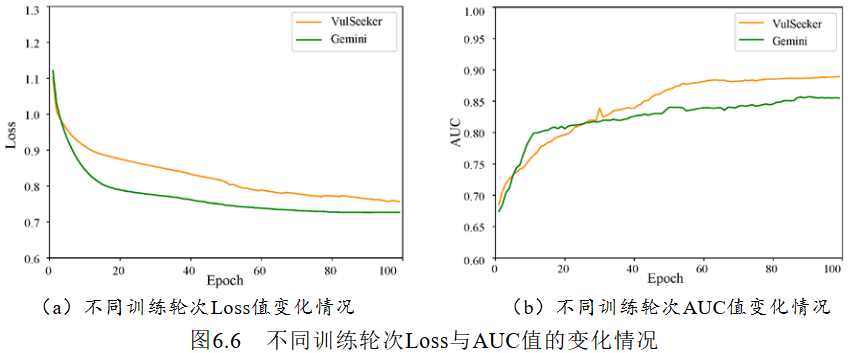 1.3
1.2
1.1
1.0
0.9
0.8
0.7
0.6
Loss
0
20
40
60
80
100
Epoch
VulSeeker
Gemini
(a)不同训练轮次Loss值变化情况
1.00
0.95
0.90
0.85
0.80
0.75
0.70
0.65
0.60
AUC
0
20
40
60
80
100
Epoch
VulSeeker
Gemini
(b)不同训练轮次AUC值变化情况
图6.6 不同训练轮次Loss与AUC值的变化情况